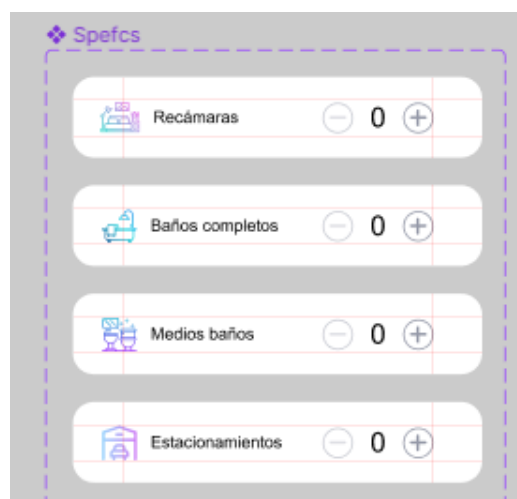 Spefcs
Recámaras 0
Baños completos 0
Medios baños 0
Estacionamientos 0